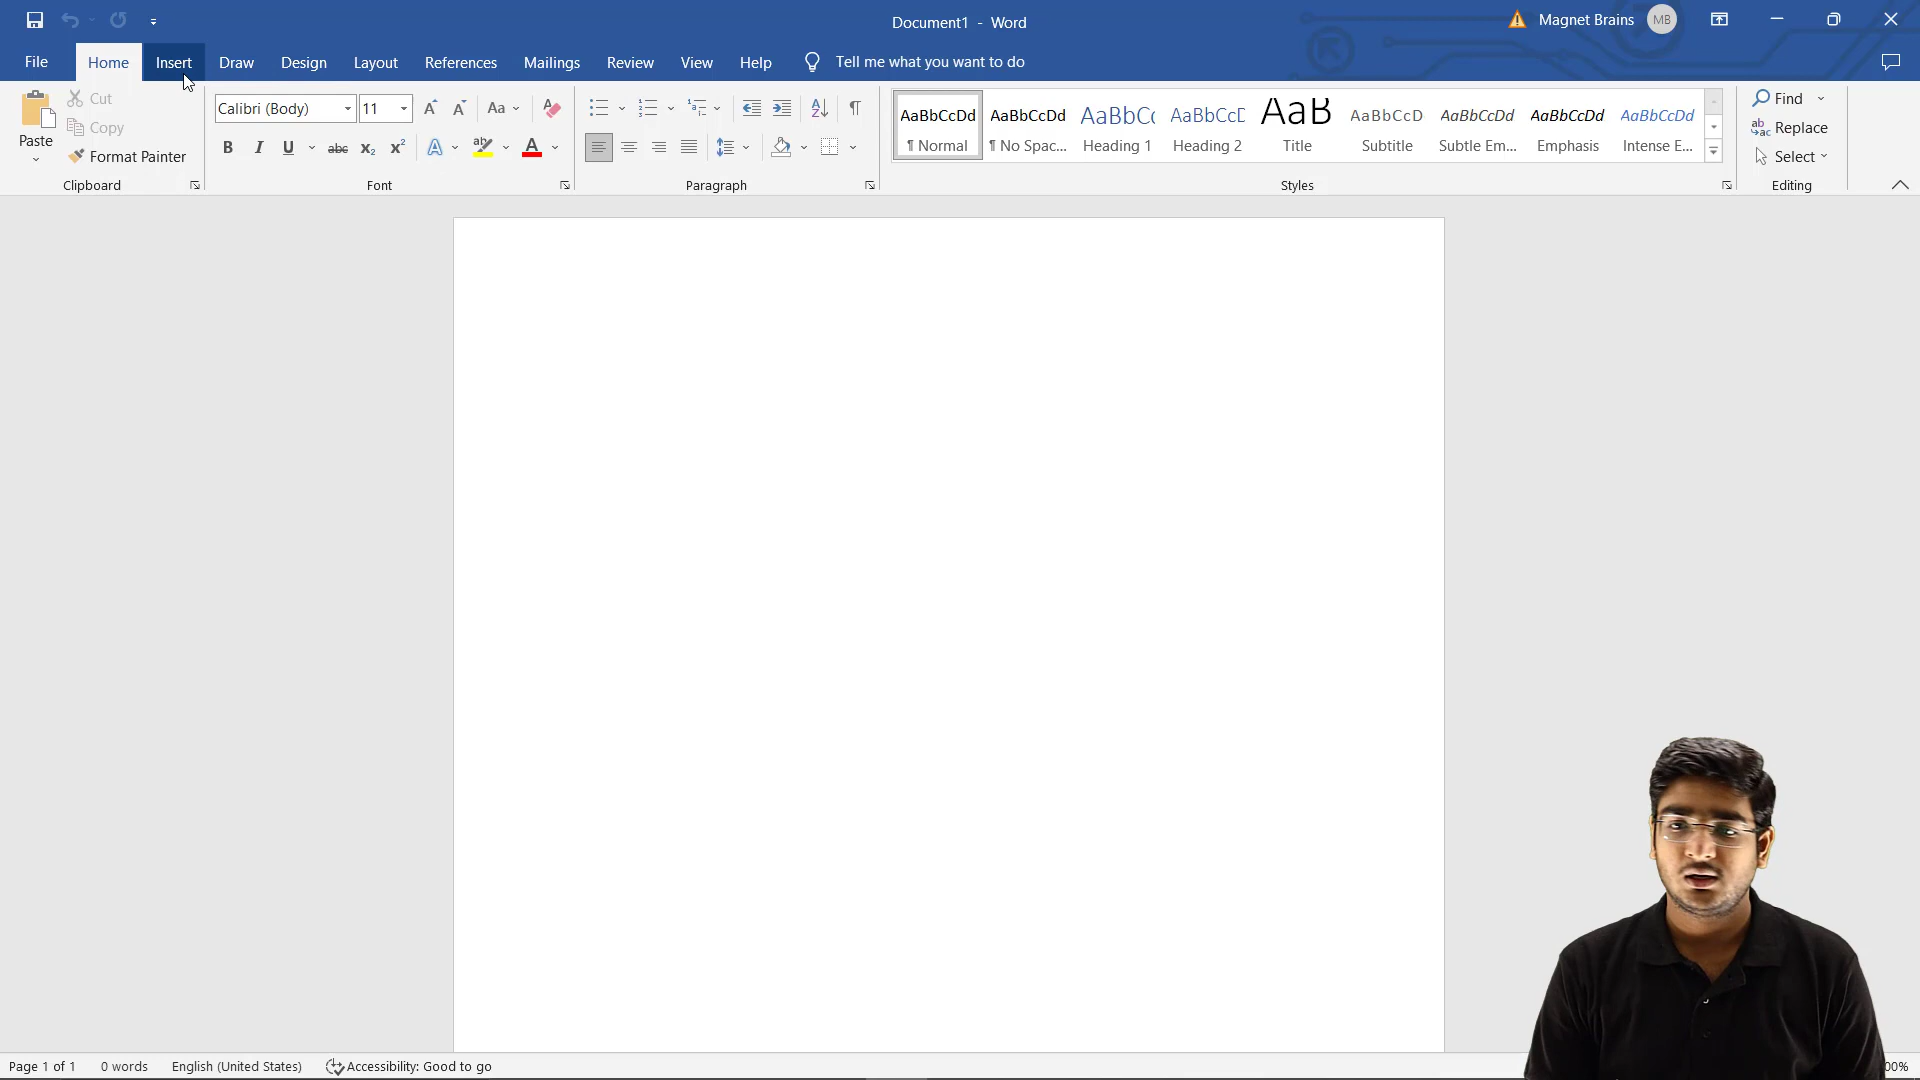 Document1 - Word
Magnet Brains
MB
File
Home
Insert
Draw
Design
Layout
References
Mailings
Review
View
Help
Tell me what you want to do
Paste
Cut
Copy
Format Painter
Clipboard
Calibri (Body)
11
Aa
B
I
U
abc
x₂
x²
A
ab
A
Font
Paragraph
AaBbCcDd
¶ Normal
AaBbCcDd
¶ No Spac...
AaBbC
Heading 1
AaBbCcC
Heading 2
AaB
Title
AaBbCcD
Subtitle
AaBbCcDd
Subtle Em...
AaBbCcDd
Emphasis
AaBbCcDd
Intense E...
Styles
Find
Replace
Select
Editing
Page 1 of 1
0 words
English (United States)
Accessibility: Good to go
00%